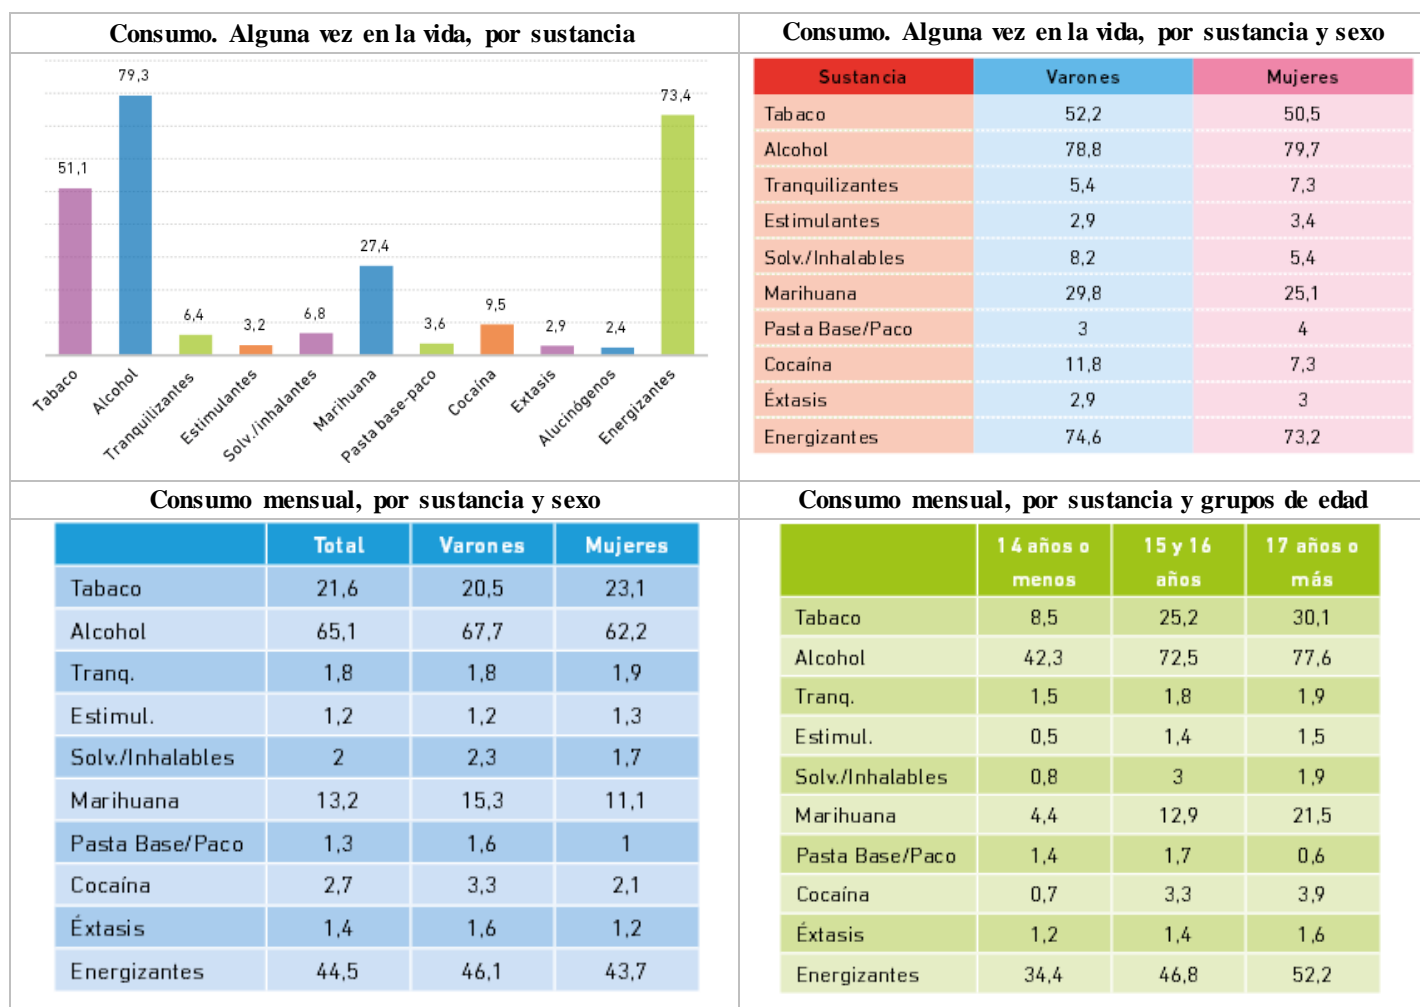 Consumo. Alguna vez en la vida, por sustancia
79,3
73,4
51,1
27,4
9,5
6,4
6,8
3,2
3,6
2,9
2,4
Tabaco
Alcohol
Tranquilizantes
Estimulantes
Solv./inhalantes
Marihuana
Pasta base-paco
Cocaína
Extasis
Alucinógenos
Energizantes
Consumo. Alguna vez en la vida, por sustancia y sexo
Sustancia Varones Mujeres
Tabaco 52,2 50,5
Alcohol 78,8 79,7
Tranquilizantes 5,4 7,3
Estimulantes 2,9 3,4
Solv./Inhalables 8,2 5,4
Marihuana 29,8 25,1
Pasta Base/Paco 3 4
Cocaína 11,8 7,3
Éxtasis 2,9 3
Energizantes 74,6 73,2
Consumo mensual, por sustancia y sexo
Total Varones Mujeres
Tabaco 21,6 20,5 23,1
Alcohol 65,1 67,7 62,2
Tranq. 1,8 1,8 1,9
Estimul. 1,2 1,2 1,3
Solv./Inhalables 2 2,3 1,7
Marihuana 13,2 15,3 11,1
Pasta Base/Paco 1,3 1,6 1
Cocaína 2,7 3,3 2,1
Éxtasis 1,4 1,6 1,2
Energizantes 44,5 46,1 43,7
Consumo mensual, por sustancia y grupos de edad
14 años o 15 y 16 17 años o
menos años más
Tabaco 8,5 25,2 30,1
Alcohol 42,3 72,5 77,6
Tranq. 1,5 1,8 1,9
Estimul. 0,5 1,4 1,5
Solv./Inhalables 0,8 3 1,9
Marihuana 4,4 12,9 21,5
Pasta Base/Paco 1,4 1,7 0,6
Cocaína 0,7 3,3 3,9
Éxtasis 1,2 1,4 1,6
Energizantes 34,4 46,8 52,2